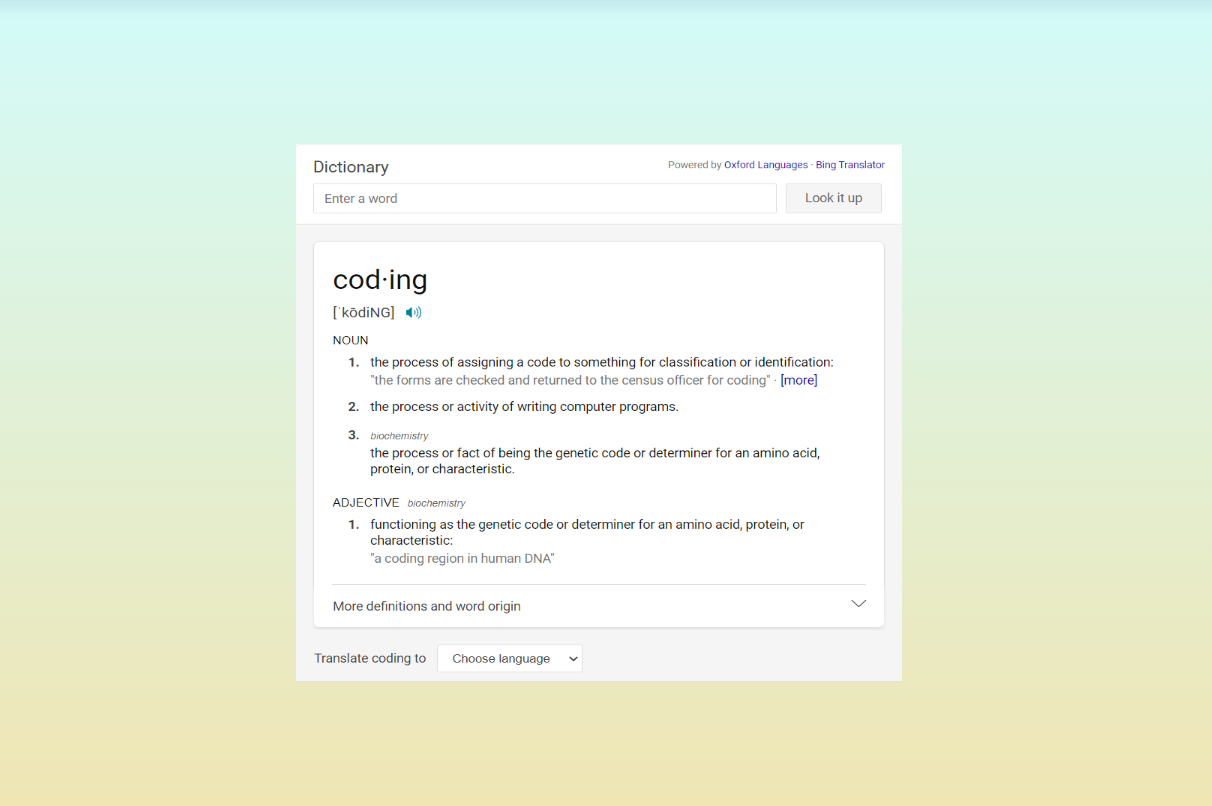 Dictionary
Powered by Oxford Languages · Bing Translator
Enter a word
Look it up
cod·ing
[ˈkōdiNG]
NOUN
1. the process of assigning a code to something for classification or identification:
"the forms are checked and returned to the census officer for coding" · [more]
2. the process or activity of writing computer programs.
3. biochemistry
the process or fact of being the genetic code or determiner for an amino acid,
protein, or characteristic.
ADJECTIVE biochemistry
1. functioning as the genetic code or determiner for an amino acid, protein, or
characteristic:
"a coding region in human DNA"
More definitions and word origin
Translate coding to
Choose language